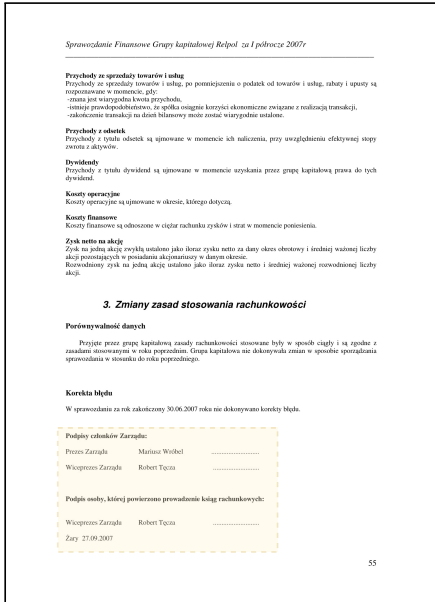 Sprawozdanie Finansowe Grupy kapitałowej Relpol za I półrocze 2007r
Przychody ze sprzedaży towarów i usług
Przychody ze sprzedaży towarów i usług, po pomniejszeniu o podatek od towarów i usług, rabaty i upusty są
rozpoznawane w momencie, gdy:
-znana jest wiarygodna kwota przychodu,
-istnieje prawdopodobieństwo, że spółka osiągnie korzyści ekonomiczne związane z realizacją transakcji,
-zakończenie transakcji na dzień bilansowy może zostać wiarygodnie ustalone.
Przychody z odsetek
Przychody z tytułu odsetek są ujmowane w momencie ich naliczenia, przy uwzględnieniu efektywnej stopy
zwrotu z aktywów.
Dywidendy
Przychody z tytułu dywidend są ujmowane w momencie uzyskania przez grupę kapitałową prawa do tych
dywidend.
Koszty operacyjne
Koszty operacyjne są ujmowane w okresie, którego dotyczą.
Koszty finansowe
Koszty finansowe są odnoszone w ciężar rachunku zysków i strat w momencie poniesienia.
Zysk netto na akcję
Zysk na jedną akcję zwykłą ustalono jako iloraz zysku netto za dany okres obrotowy i średniej ważonej liczby
akcji pozostających w posiadaniu akcjonariuszy w danym okresie.
Rozwodniony zysk na jedną akcję ustalono jako iloraz zysku netto i średniej ważonej rozwodnionej liczby
akcji.
3. Zmiany zasad stosowania rachunkowości
Porównywalność danych
Przyjęte przez grupę kapitałową zasady rachunkowości stosowane były w sposób ciągły i są zgodne z
zasadami stosowanymi w roku poprzednim. Grupa kapitałowa nie dokonywała zmian w sposobie sporządzania
sprawozdania w stosunku do roku poprzedniego.
Korekta błędu
W sprawozdaniu za rok zakończony 30.06.2007 roku nie dokonywano korekty błędu.
Podpisy członków Zarządu:
Prezes Zarządu Mariusz Wróbel ............................
Wiceprezes Zarządu Robert Tęcza ............................
Podpis osoby, której powierzono prowadzenie ksiąg rachunkowych:
Wiceprezes Zarządu Robert Tęcza ............................
Żary 27.09.2007
55